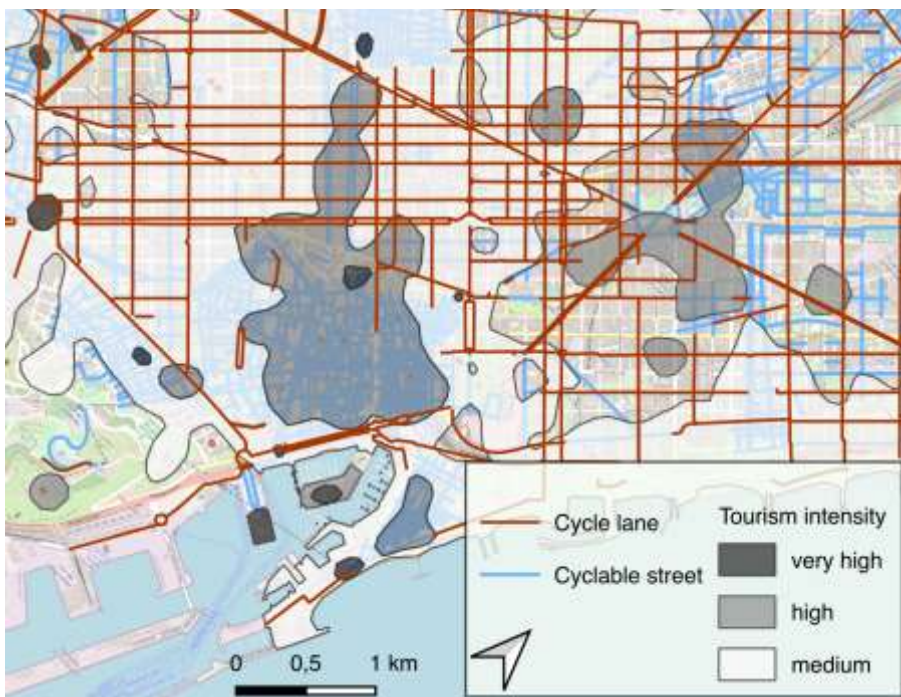 Cycle lane
Cyclable street
Tourism intensity
very high
high
medium
0 0,5 1 km